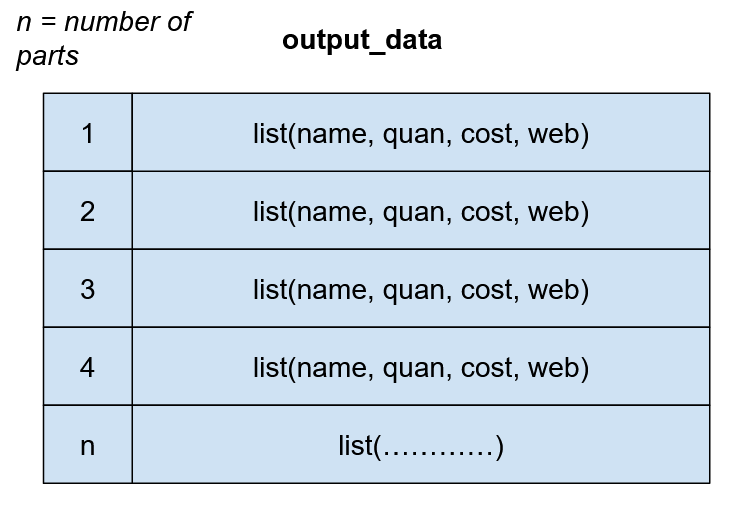 n = number of
parts
output_data
1 list(name, quan, cost, web)
2 list(name, quan, cost, web)
3 list(name, quan, cost, web)
4 list(name, quan, cost, web)
n list(…………)